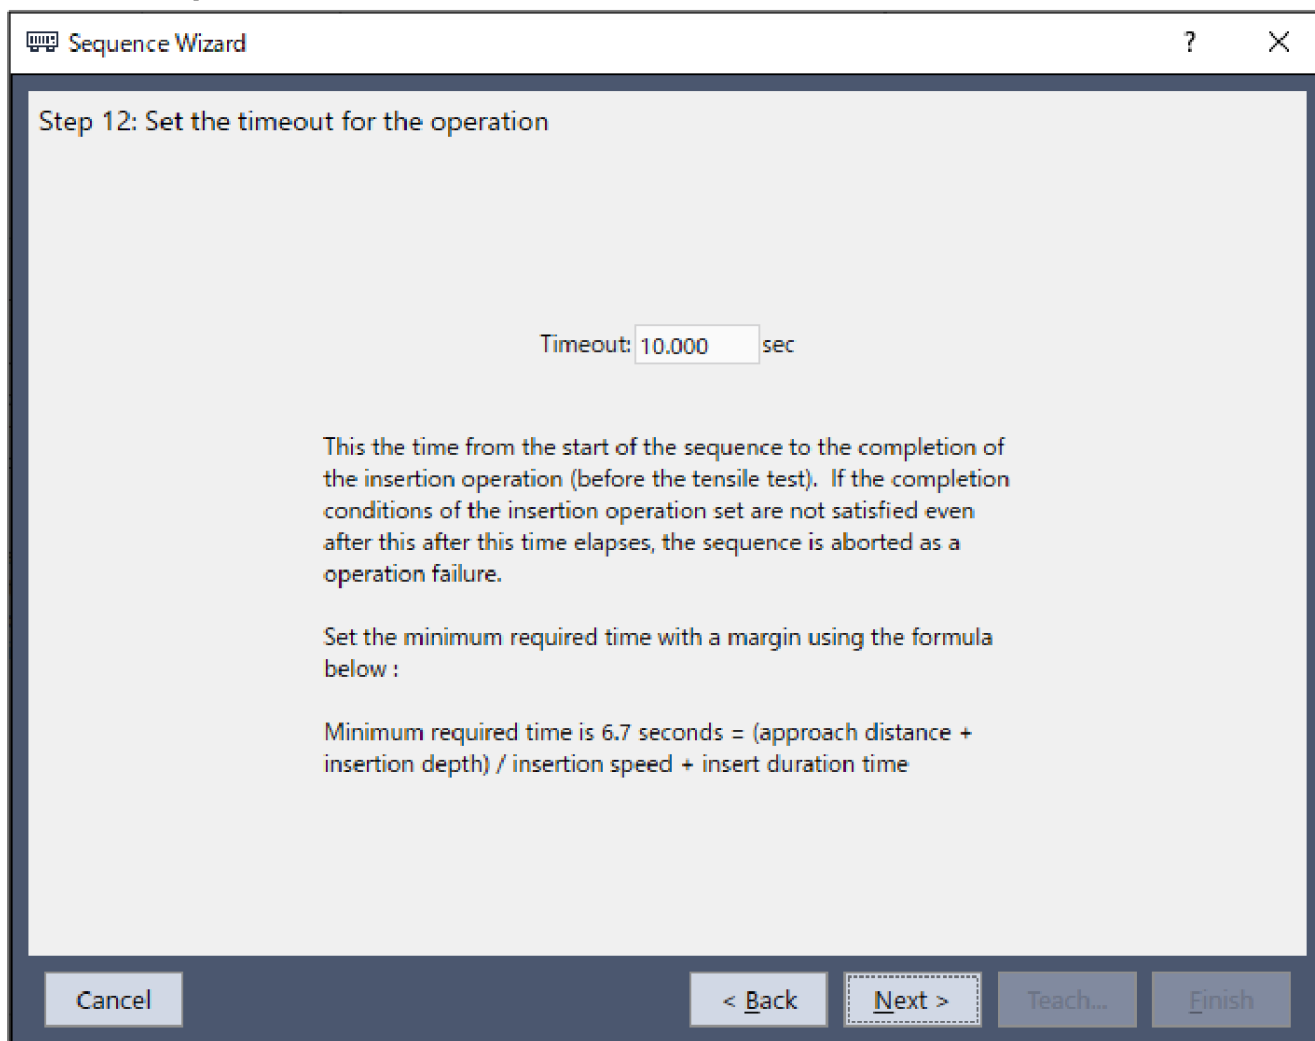 Sequence Wizard
?
Step 12: Set the timeout for the operation
Timeout: 10.000 sec
This the time from the start of the sequence to the completion of
the insertion operation (before the tensile test).  If the completion
conditions of the insertion operation set are not satisfied even
after this after this time elapses, the sequence is aborted as a
operation failure.
Set the minimum required time with a margin using the formula
below :
Minimum required time is 6.7 seconds = (approach distance +
insertion depth) / insertion speed + insert duration time
Cancel
< Back
Next >
Teach...
Finish